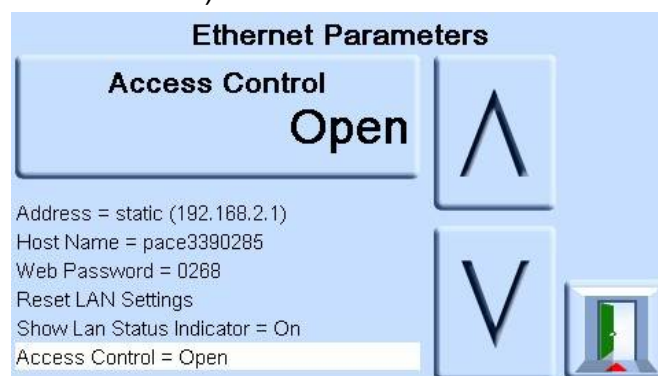 Ethernet Parameters
Access Control
Open
Address = static (192.168.2.1)
Host Name = pace3390285
Web Password = 0268
Reset LAN Settings
Show Lan Status Indicator = On
Access Control = Open